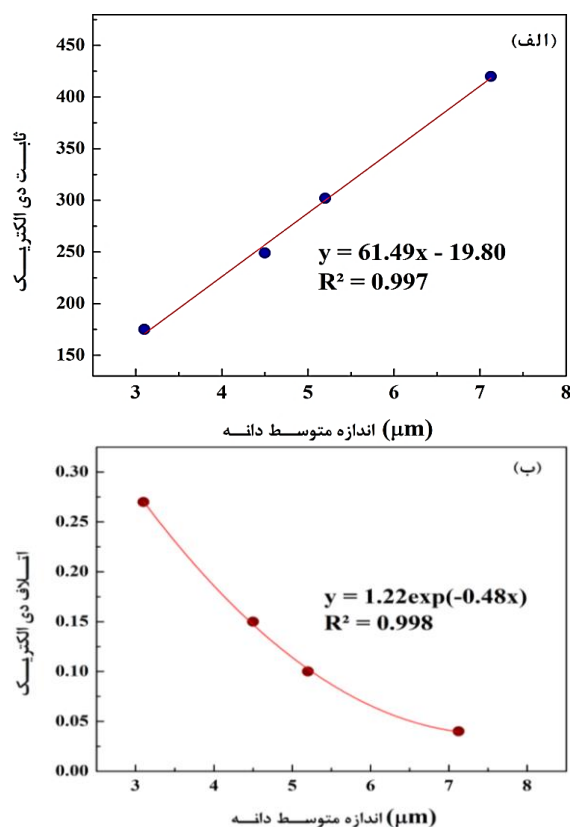 (الف)
450
400
350
300
250
200
150
ثابت دی الکتریک
y = 61.49x - 19.80
R² = 0.997
3 4 5 6 7 8
اندازه متوسط دانه (μm)
(ب)
0.30
0.25
0.20
0.15
0.10
0.05
0.00
اتلاف دی الکتریک
y = 1.22exp(-0.48x)
R² = 0.998
3 4 5 6 7 8
اندازه متوسط دانه (μm)